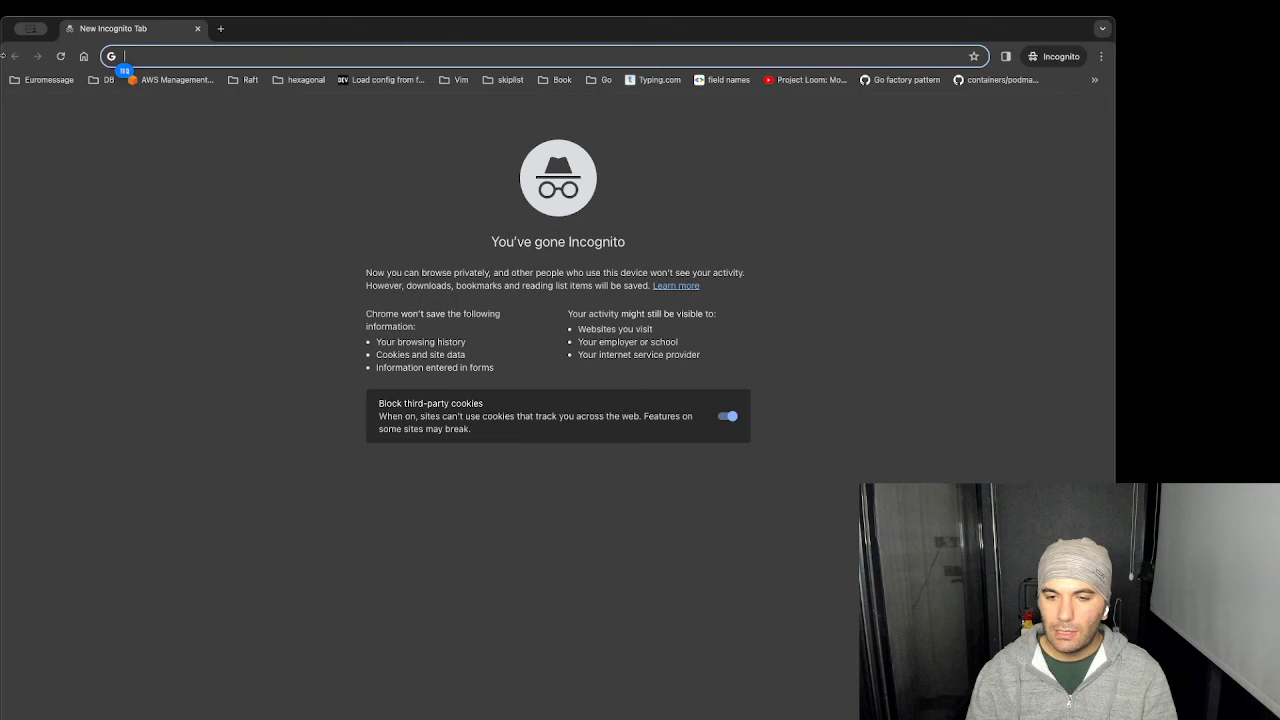 New Incognito Tab
Incognito
Euromessage
DB
AWS Management...
Raft
hexagonal
DEV
Load config from f...
Vim
skiplist
Book
Go
Typing.com
field names
Project Loom: Mo...
Go factory pattern
containers/podma...
You've gone Incognito
Now you can browse privately, and other people who use this device won't see your activity.
However, downloads, bookmarks and reading list items will be saved. Learn more
Chrome won't save the following
information:
Your browsing history
Cookies and site data
Information entered in forms
Your activity might still be visible to:
Websites you visit
Your employer or school
Your internet service provider
Block third-party cookies
When on, sites can't use cookies that track you across the web. Features on
some sites may break.